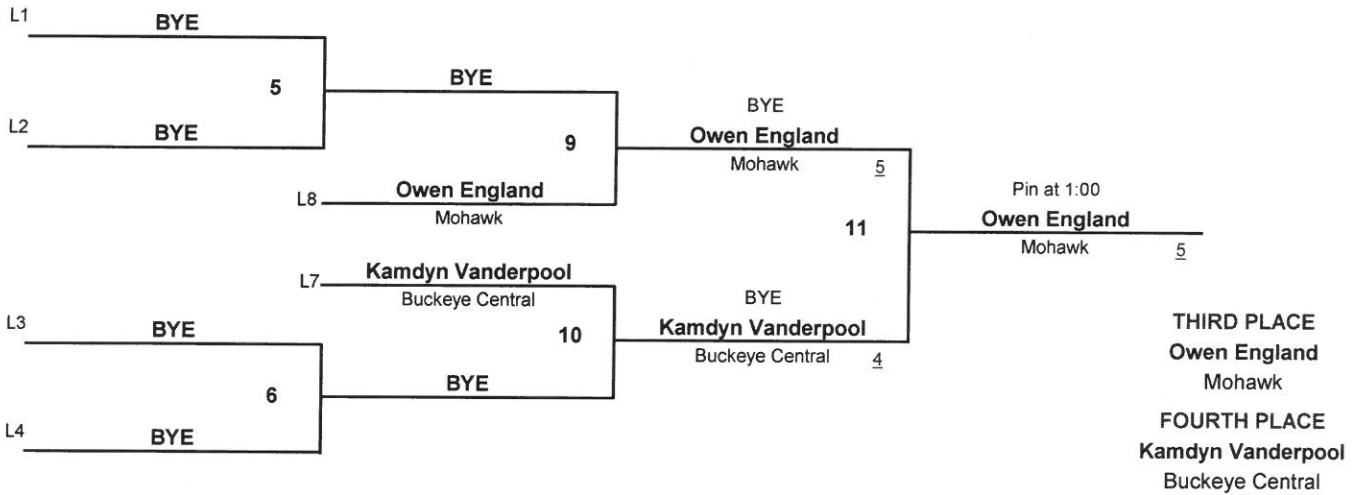 L1
BYE
5
BYE
L2
BYE
9
BYE
Owen England
Mohawk
5
L8
Owen England
Mohawk
11
Pin at 1:00
Owen England
Mohawk
5
L7
Kamdyn Vanderpool
Buckeye Central
10
BYE
Kamdyn Vanderpool
Buckeye Central
4
L3
BYE
6
BYE
L4
BYE
THIRD PLACE
Owen England
Mohawk
FOURTH PLACE
Kamdyn Vanderpool
Buckeye Central